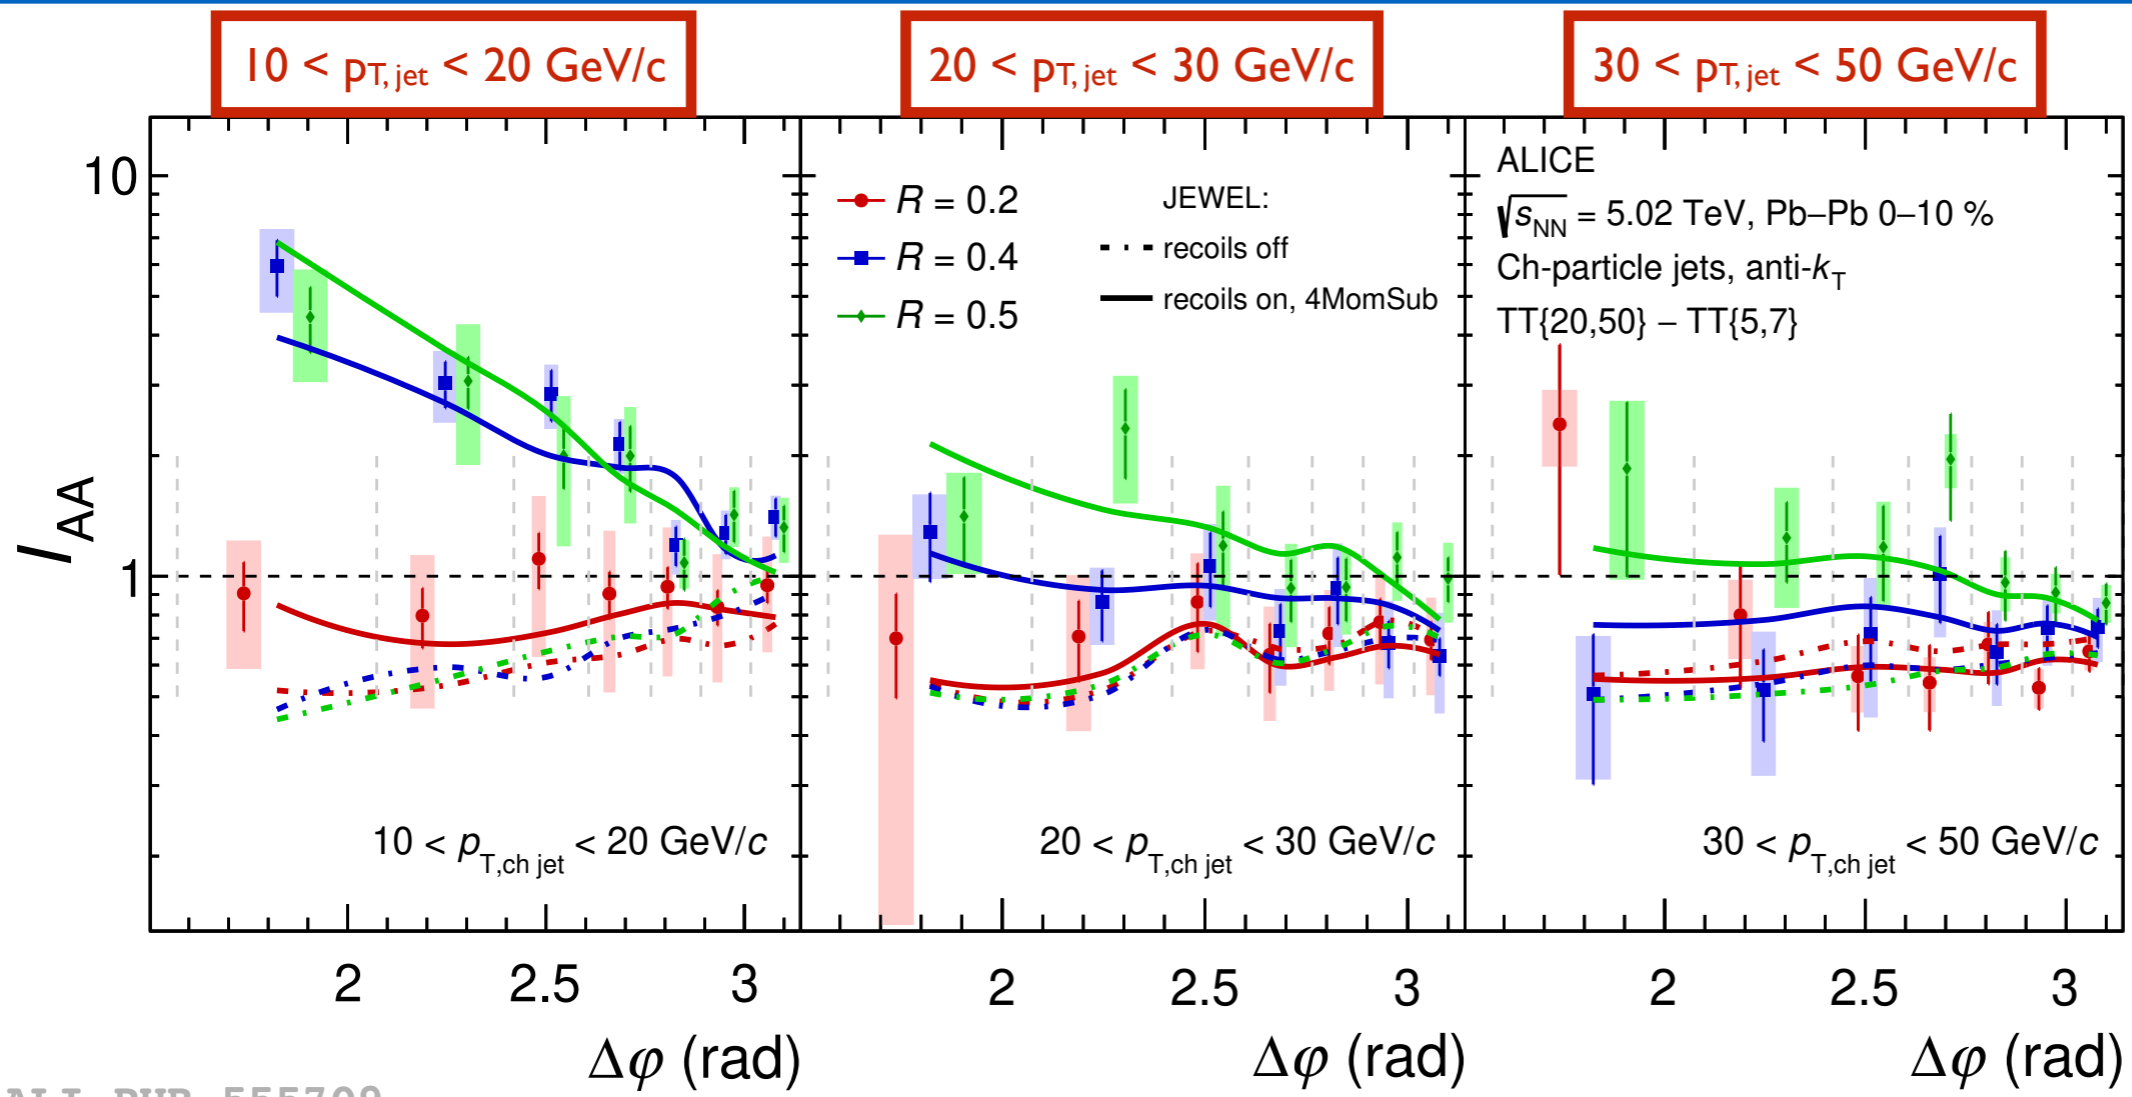 10 < pT, jet < 20 GeV/c
20 < pT, jet < 30 GeV/c
30 < pT, jet < 50 GeV/c
10
1
I AA
R = 0.2
R = 0.4
R = 0.5
JEWEL:
recoils off
recoils on, 4MomSub
ALICE
√sNN = 5.02 TeV, Pb–Pb 0–10 %
Ch-particle jets, anti-kT
TT{20,50} – TT{5,7}
10 < pT,ch jet < 20 GeV/c
20 < pT,ch jet < 30 GeV/c
30 < pT,ch jet < 50 GeV/c
2 2.5 3
2 2.5 3
2 2.5 3
Δφ (rad)
Δφ (rad)
Δφ (rad)